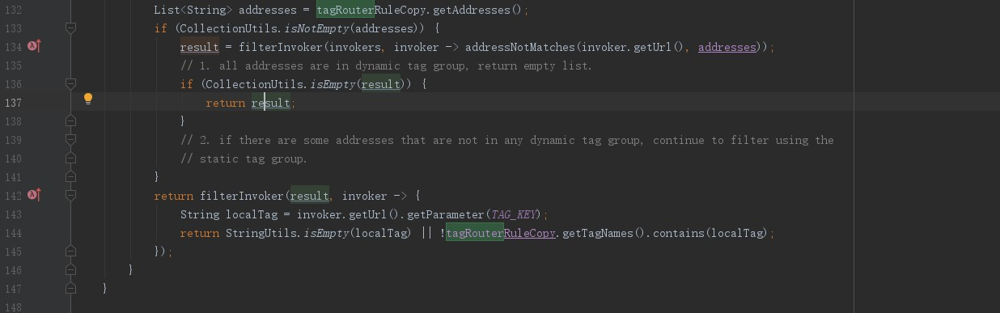 132 List<String> addresses = tagRouterRuleCopy.getAddresses();
133 if (CollectionUtils.isNotEmpty(addresses)) {
134 result = filterInvoker(invokers, invoker -> addressNotMatches(invoker.getUrl(), addresses));
135 // 1. all addresses are in dynamic tag group, return empty list.
136 if (CollectionUtils.isEmpty(result)) {
137 return result;
138 }
139 // 2. if there are some addresses that are not in any dynamic tag group, continue to filter using the
140 // static tag group.
141 }
142 return filterInvoker(result, invoker -> {
143 String localTag = invoker.getUrl().getParameter(TAG_KEY);
144 return StringUtils.isEmpty(localTag) || !tagRouterRuleCopy.getTagNames().contains(localTag);
145 });
146 }
147 }
148